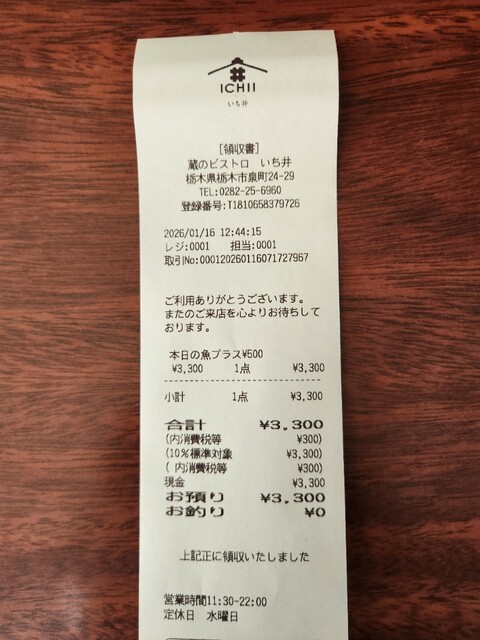 ICHII
いち井
[領収書]
蔵のビストロ いち井
栃木県栃木市泉町24-29
TEL:0282-25-6960
登録番号:T1810658379726
2026/01/16 12:44:15
レジ:0001 担当:0001
取引No:000120260116071727967
ご利用ありがとうございます。
またのご来店を心よりお待ちして
おります。
本日の魚プラス¥500
¥3,300 1点 ¥3,300
小計 1点 ¥3,300
合計 ¥3,300
(内消費税等 ¥300)
(10%標準対象 ¥3,300)
( 内消費税等 ¥300)
現金 ¥3,300
お預り ¥3,300
お釣り ¥0
上記正に領収いたしました
営業時間11:30-22:00
定休日 水曜日